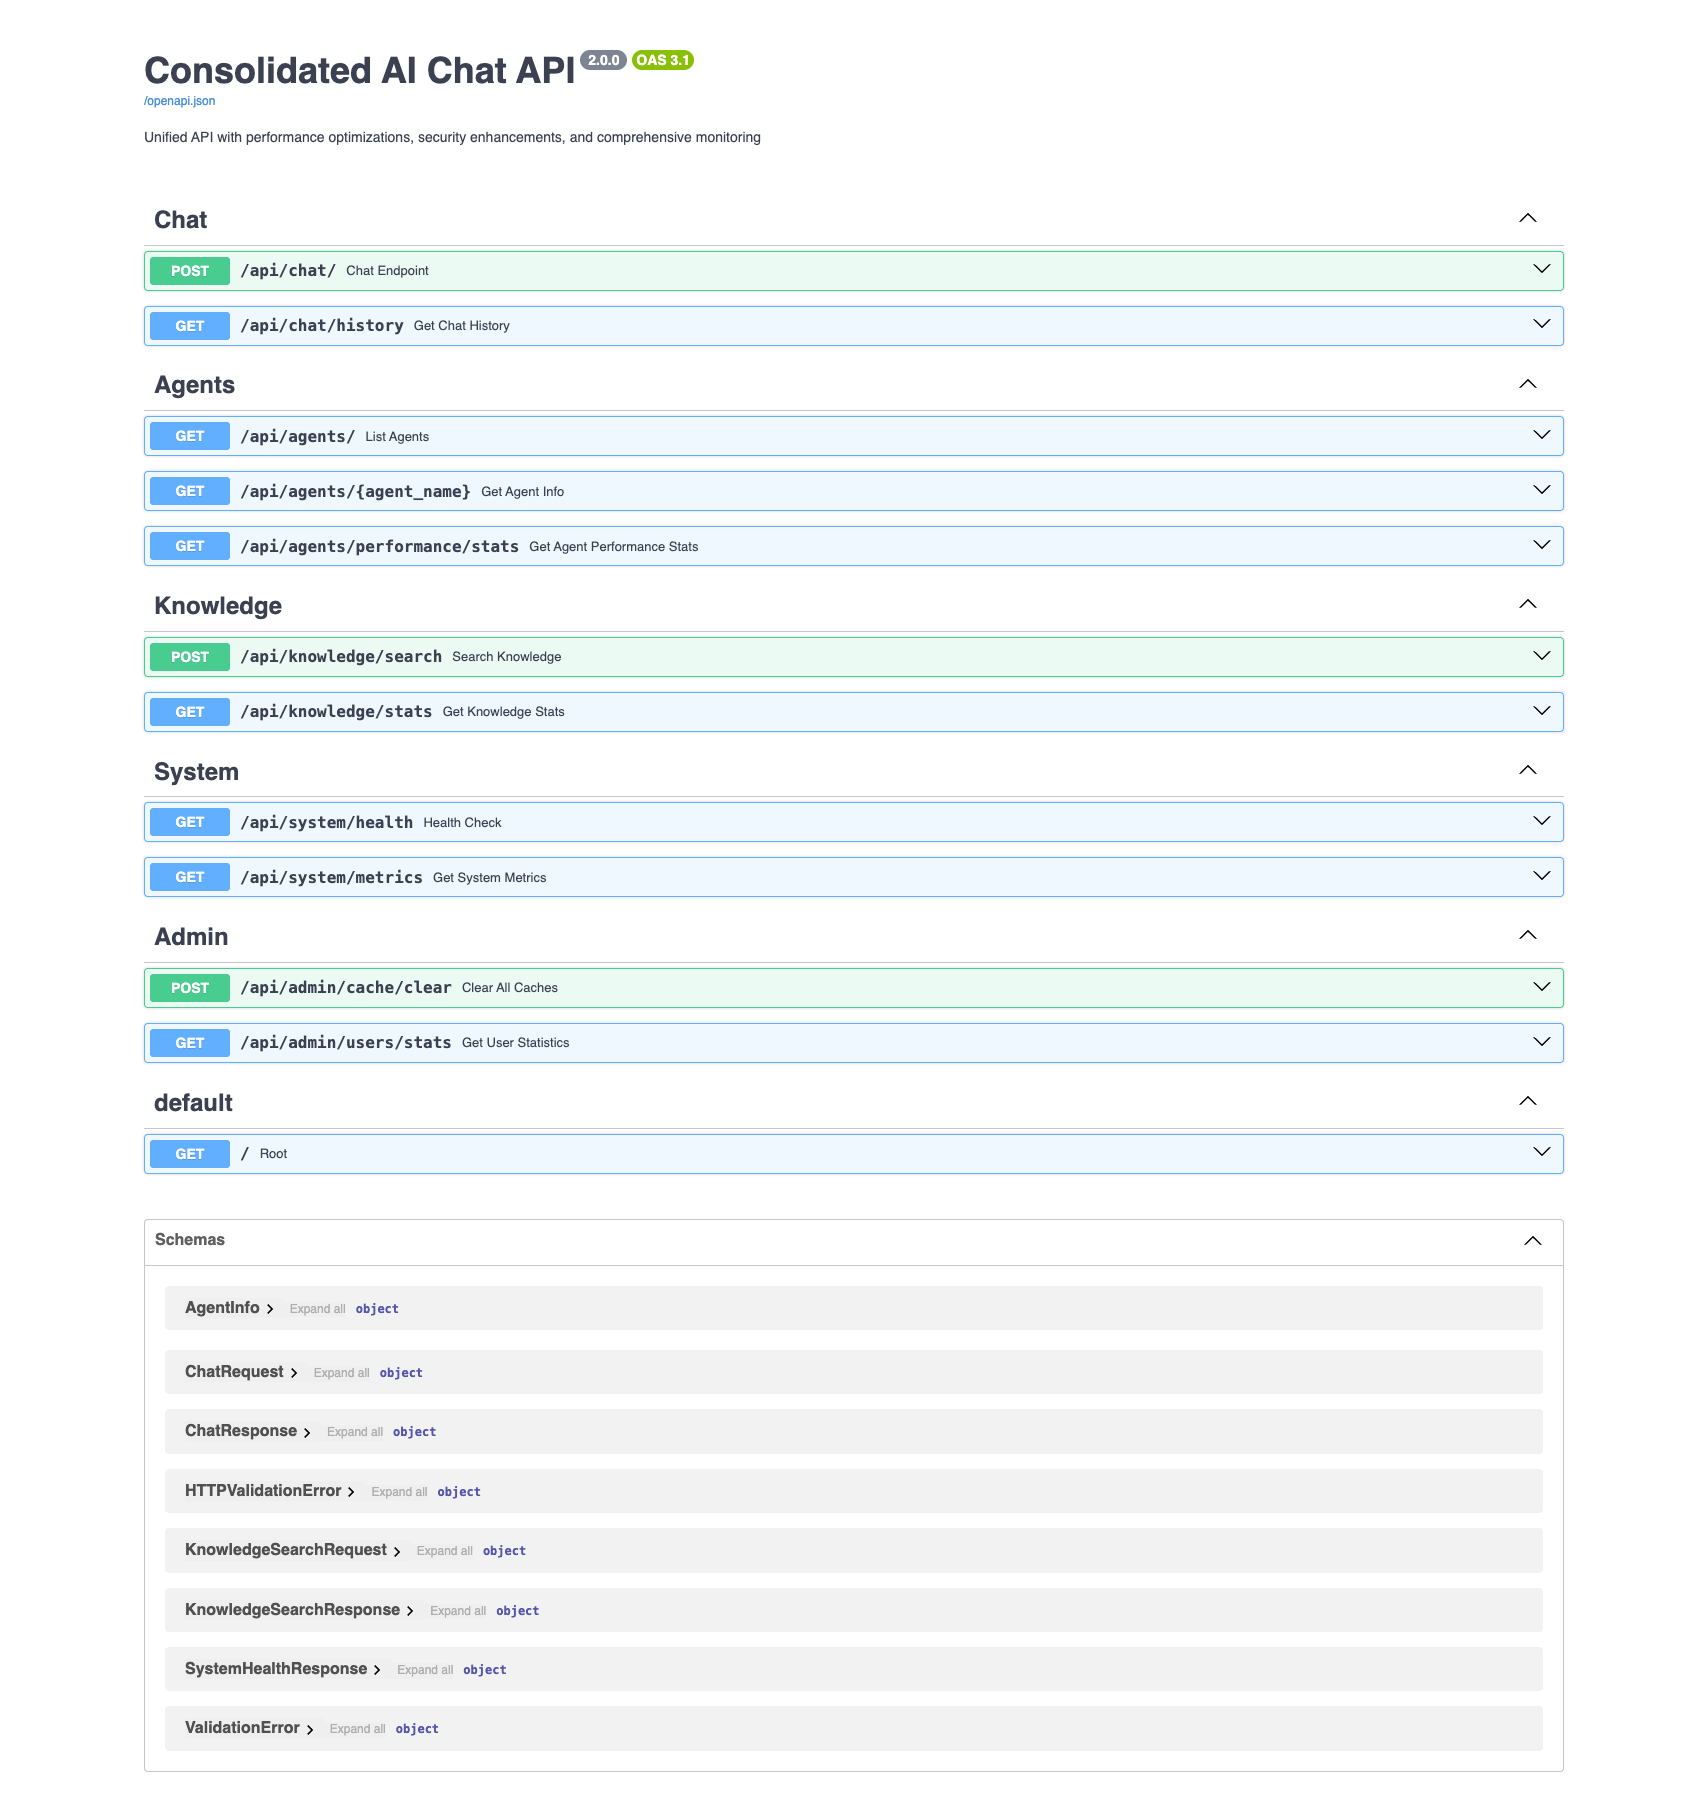 Consolidated AI Chat API 2.0.0 OAS 3.1
/openapi.json
Unified API with performance optimizations, security enhancements, and comprehensive monitoring
Chat
POST /api/chat/ Chat Endpoint
GET /api/chat/history Get Chat History
Agents
GET /api/agents/ List Agents
GET /api/agents/{agent_name} Get Agent Info
GET /api/agents/performance/stats Get Agent Performance Stats
Knowledge
POST /api/knowledge/search Search Knowledge
GET /api/knowledge/stats Get Knowledge Stats
System
GET /api/system/health Health Check
GET /api/system/metrics Get System Metrics
Admin
POST /api/admin/cache/clear Clear All Caches
GET /api/admin/users/stats Get User Statistics
default
GET / Root
Schemas
AgentInfo Expand all object
ChatRequest Expand all object
ChatResponse Expand all object
HTTPValidationError Expand all object
KnowledgeSearchRequest Expand all object
KnowledgeSearchResponse Expand all object
SystemHealthResponse Expand all object
ValidationError Expand all object